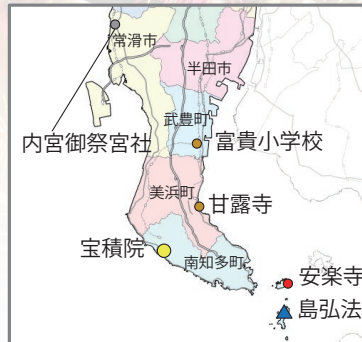 常滑市
半田市
武豊町
内宮御祭宮社
富貴小学校
美浜町
甘露寺
宝積院
南知多町
安楽寺
島弘法